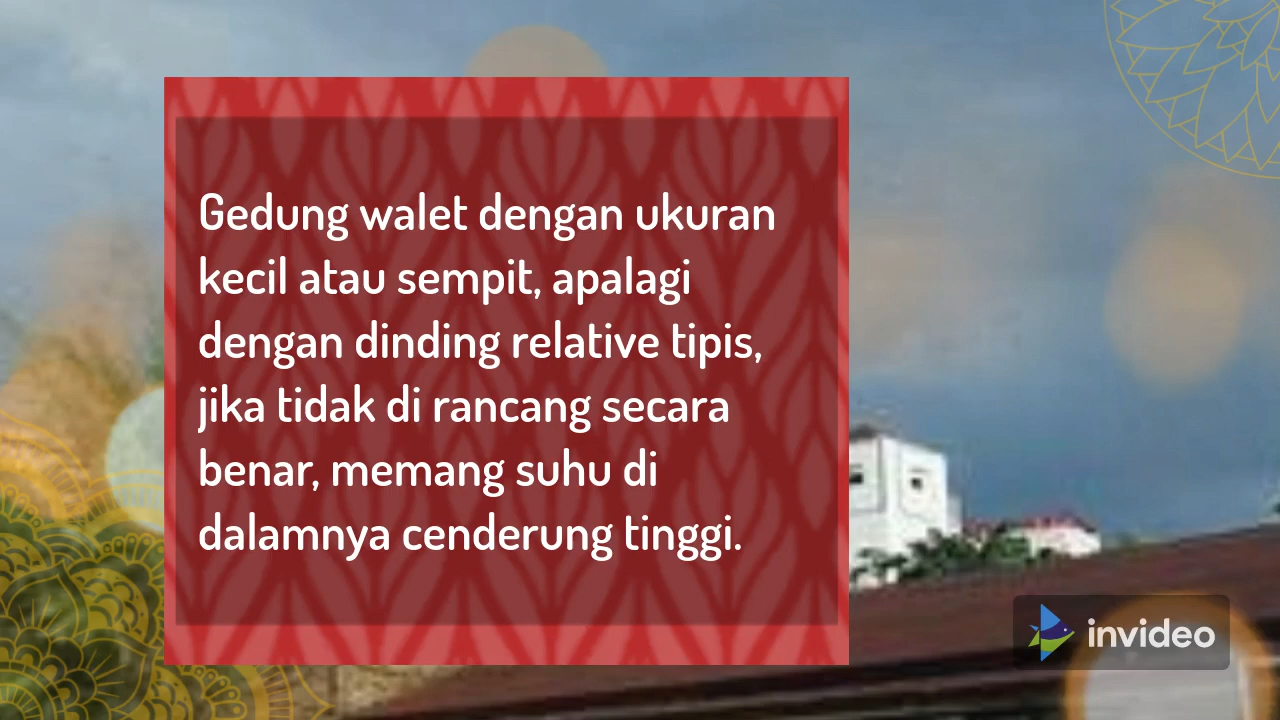 Gedung walet dengan ukuran
kecil atau sempit, apalagi
dengan dinding relative tipis,
jika tidak di rancang secara
benar, memang suhu di
dalamnya cenderung tinggi.
invideo